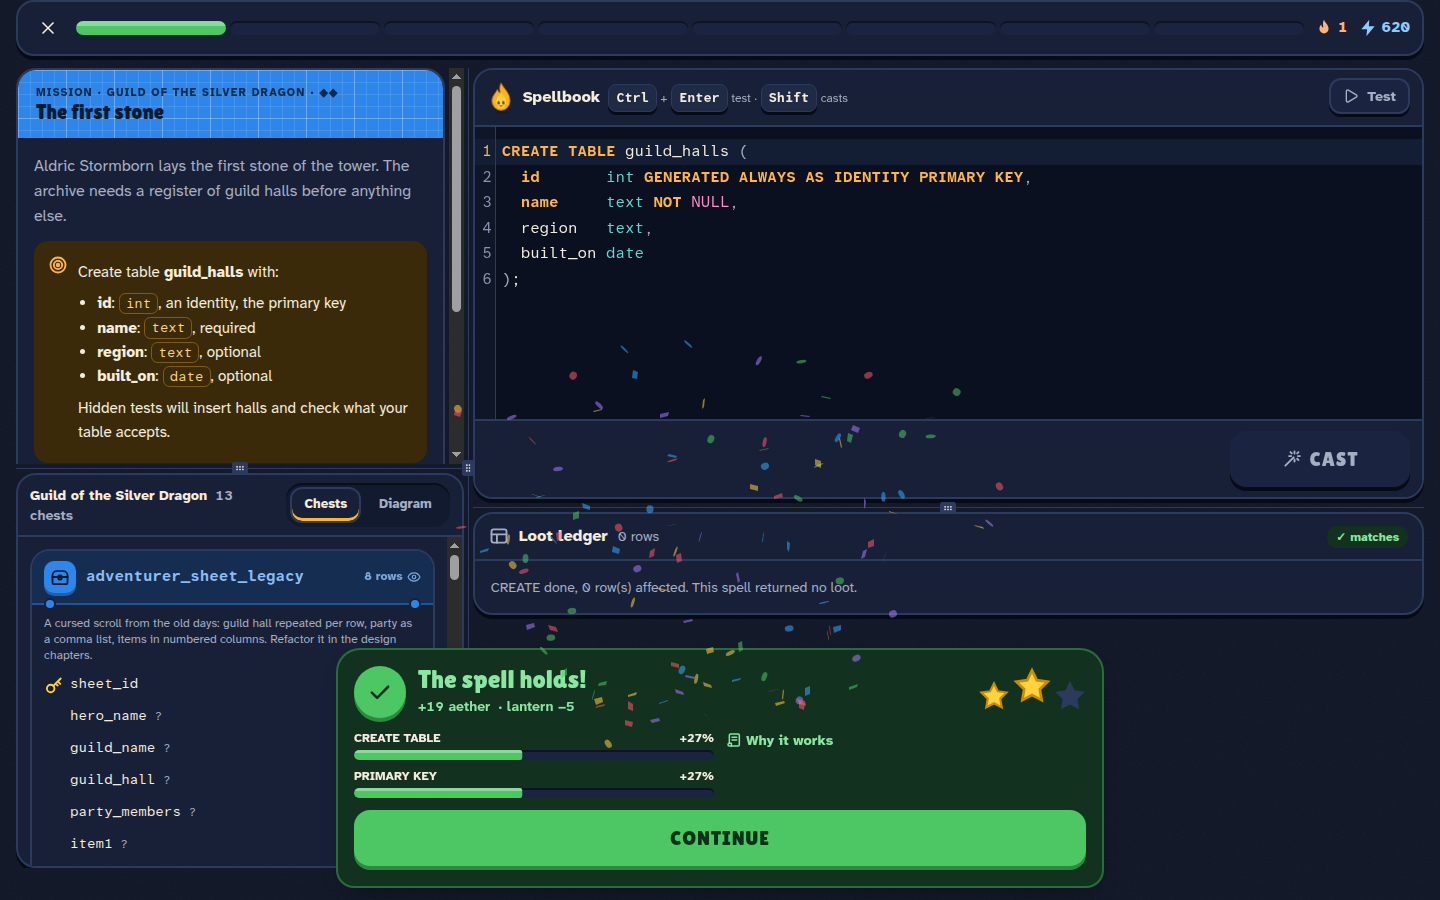 1
620
MISSION · GUILD OF THE SILVER DRAGON · ◆◆
The first stone
Aldric Stormborn lays the first stone of the tower. The
archive needs a register of guild halls before anything
else.
Create table guild_halls with:
• id: int, an identity, the primary key
• name: text, required
• region: text, optional
• built_on: date, optional
Hidden tests will insert halls and check what your
table accepts.
Guild of the Silver Dragon 13
chests
Chests
Diagram
adventurer_sheet_legacy
8 rows
A cursed scroll from the old days: guild hall repeated per row, party as
a comma list, items in numbered columns. Refactor it in the design
chapters.
sheet_id
hero_name ?
guild_name ?
guild_hall ?
party_members ?
item1 ?
Spellbook Ctrl + Enter test · Shift casts
Test
1 CREATE TABLE guild_halls (
2 id int GENERATED ALWAYS AS IDENTITY PRIMARY KEY,
3 name text NOT NULL,
4 region text,
5 built_on date
6 );
CAST
Loot ledger 0 rows
✓ matches
CREATE done, 0 row(s) affected. This spell returned no loot.
The spell holds!
+19 aether · lantern −5
CREATE TABLE +27%
PRIMARY KEY +27%
Why it works
CONTINUE